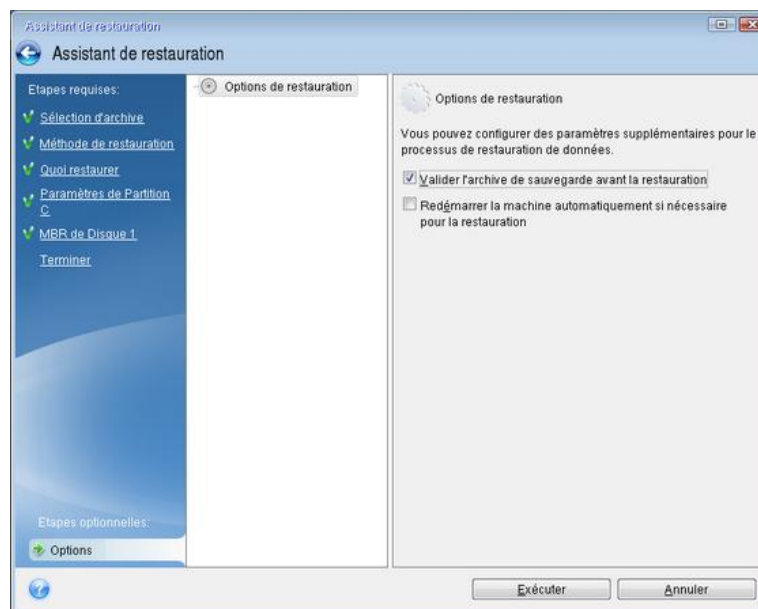 Assistant de restauration
Assistant de restauration
Etapes requises:
Sélection d'archive
Méthode de restauration
Quoi restaurer
Paramètres de Partition
C
MBR de Disque 1
Terminer
Etapes optionnelles:
Options
Options de restauration
Options de restauration
Vous pouvez configurer des paramètres supplémentaires pour le
processus de restauration de données.
Valider l'archive de sauvegarde avant la restauration
Redémarrer la machine automatiquement si nécessaire
pour la restauration
Exécuter
Annuler